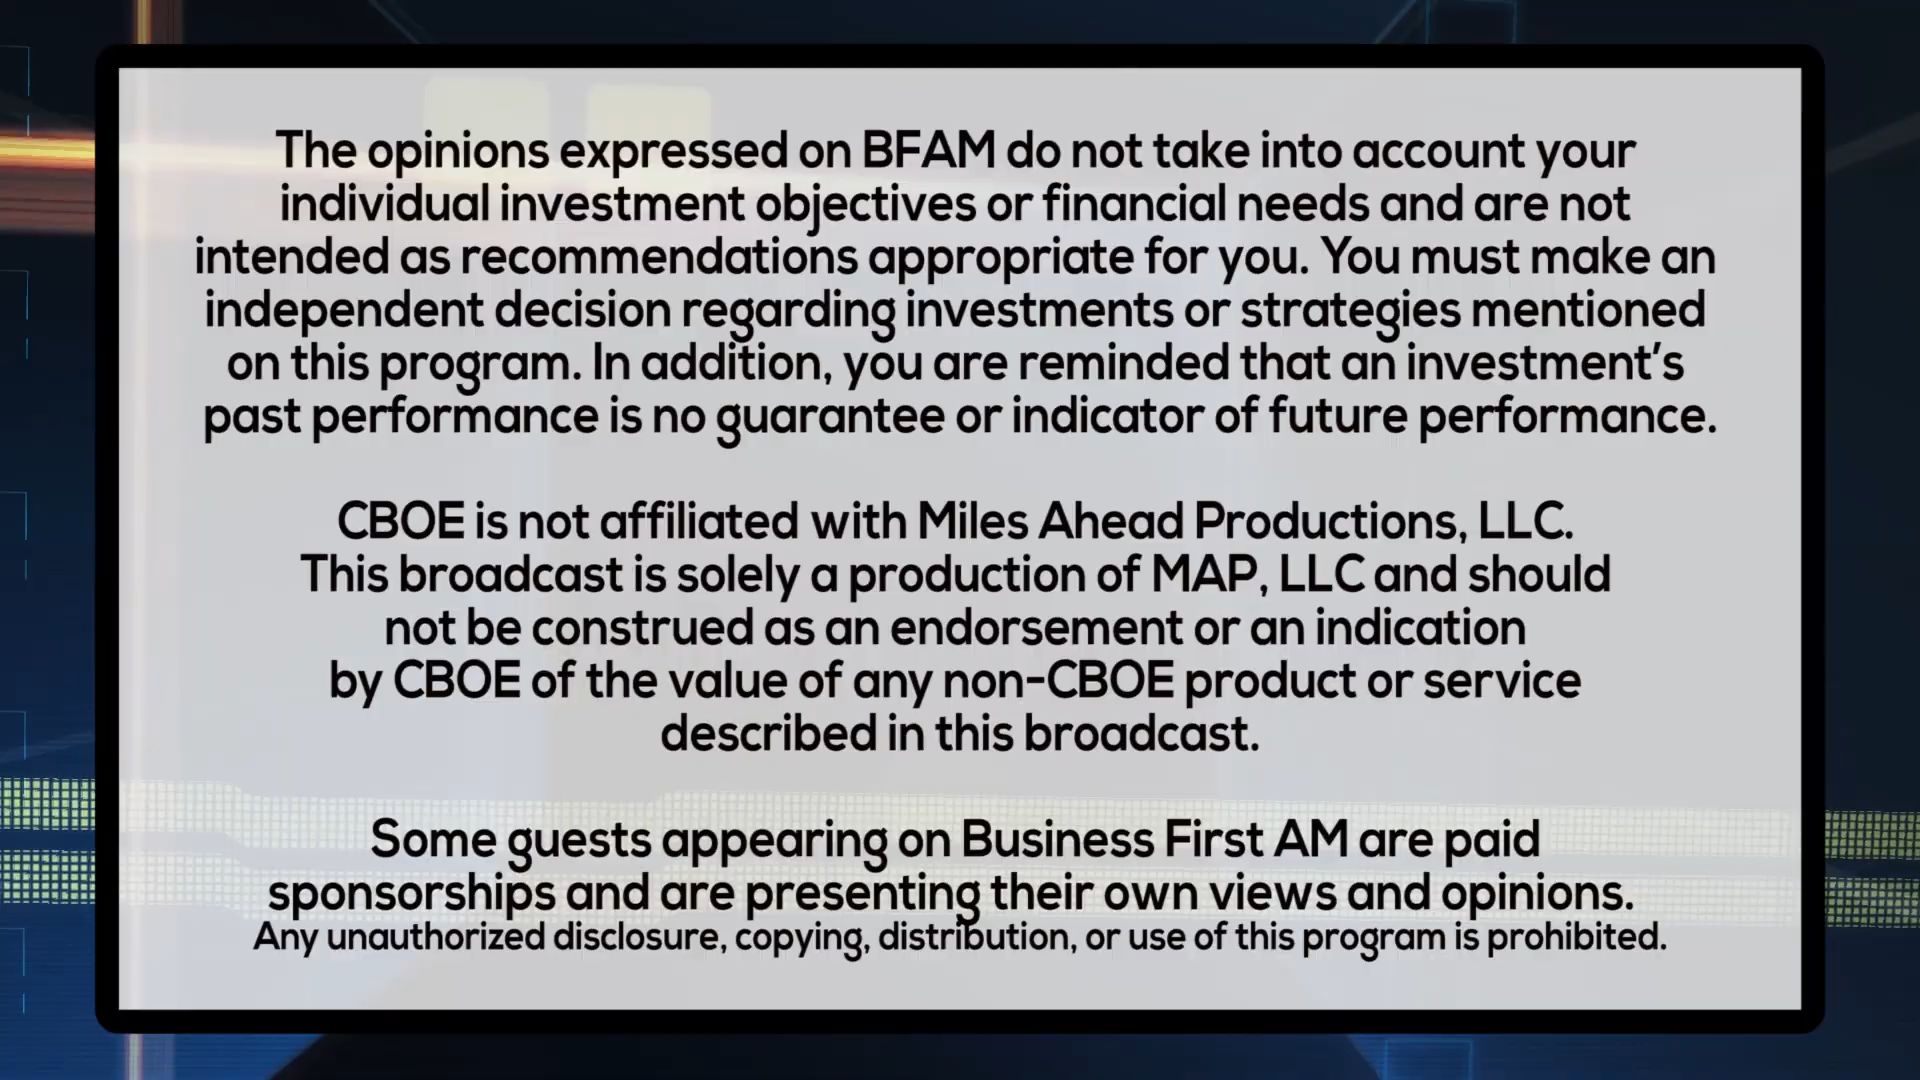 The opinions expressed on BFAM do not take into account your
individual investment objectives or financial needs and are not
intended as recommendations appropriate for you. You must make an
independent decision regarding investments or strategies mentioned
on this program. In addition, you are reminded that an investment’s
past performance is no guarantee or indicator of future performance.
CBOE is not affiliated with Miles Ahead Productions, LLC.
This broadcast is solely a production of MAP, LLC and should
not be construed as an endorsement or an indication
by CBOE of the value of any non-CBOE product or service
described in this broadcast.
Some guests appearing on Business First AM are paid
sponsorships and are presenting their own views and opinions.
Any unauthorized disclosure, copying, distribution, or use of this program is prohibited.